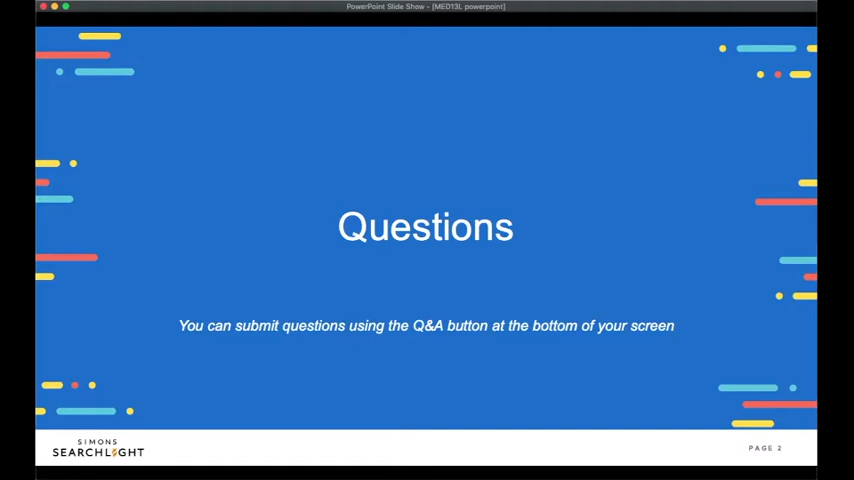 PowerPoint Slide Show - [MED13L powerpoint]
Questions
You can submit questions using the Q&A button at the bottom of your screen
SIMONS
SEARCHLIGHT
PAGE 2